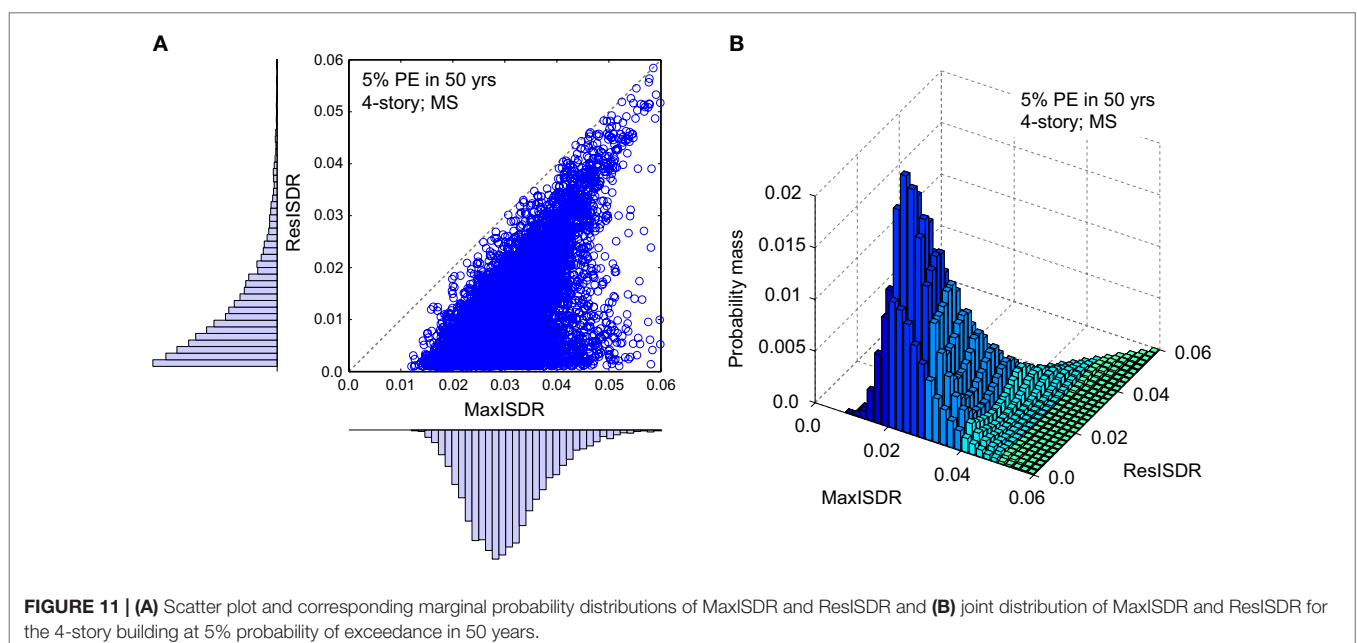 A
0.06
0.05
0.04
0.03
0.02
0.01
0.0
ResISDR
5% PE in 50 yrs
4-story; MS
0.0 0.01 0.02 0.03 0.04 0.05 0.06
MaxISDR
B
5% PE in 50 yrs
4-story; MS
0.02
0.015
0.01
0.005
0.0
Probability mass
0.0
0.02
0.04
0.06
MaxISDR
0.0
0.02
0.04
0.06
ResISDR
FIGURE 11 | (A) Scatter plot and corresponding marginal probability distributions of MaxISDR and ResISDR and (B) joint distribution of MaxISDR and ResISDR for
the 4-story building at 5% probability of exceedance in 50 years.